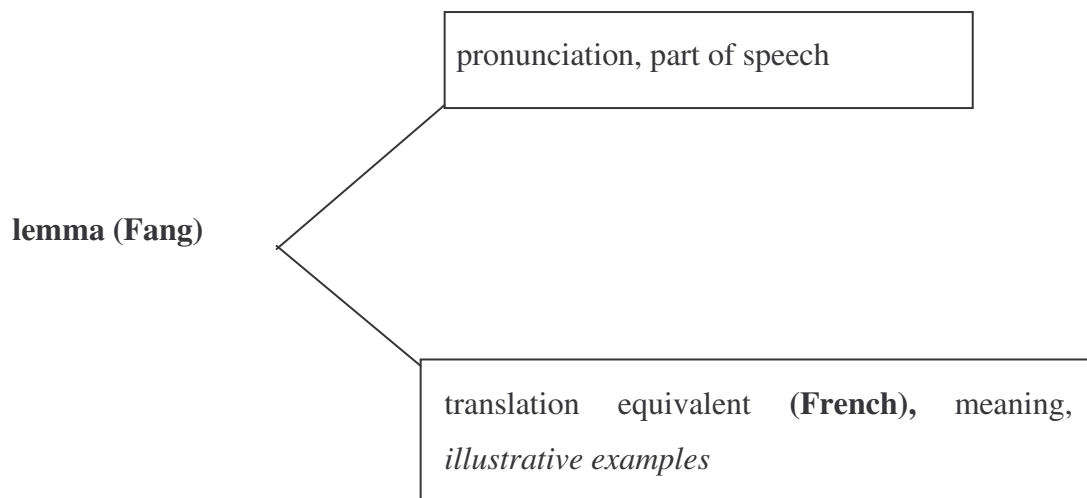 pronunciation, part of speech
lemma (Fang)
translation equivalent (French), meaning,
illustrative examples